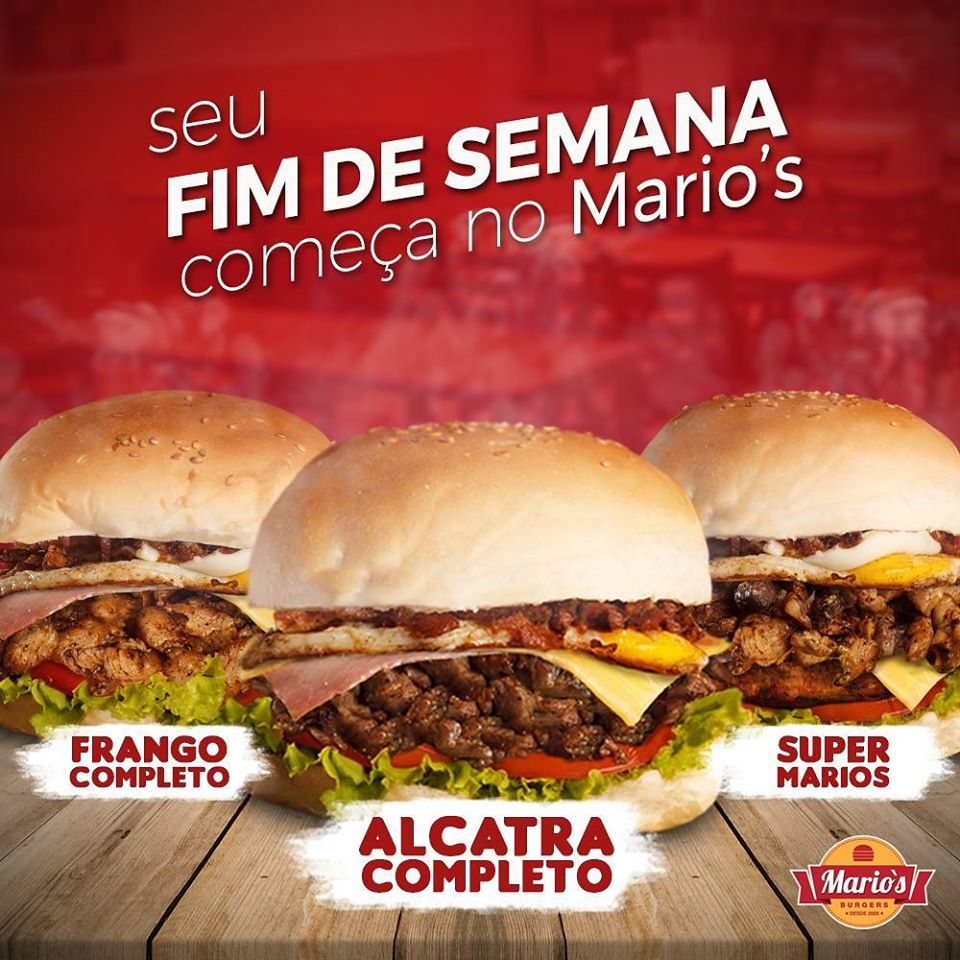 seu
FIM DE SEMANA
começa no Mario's
FRANGO
COMPLETO
SUPER
MARIOS
ALCATRA
COMPLETO
Mario's
BURGERS